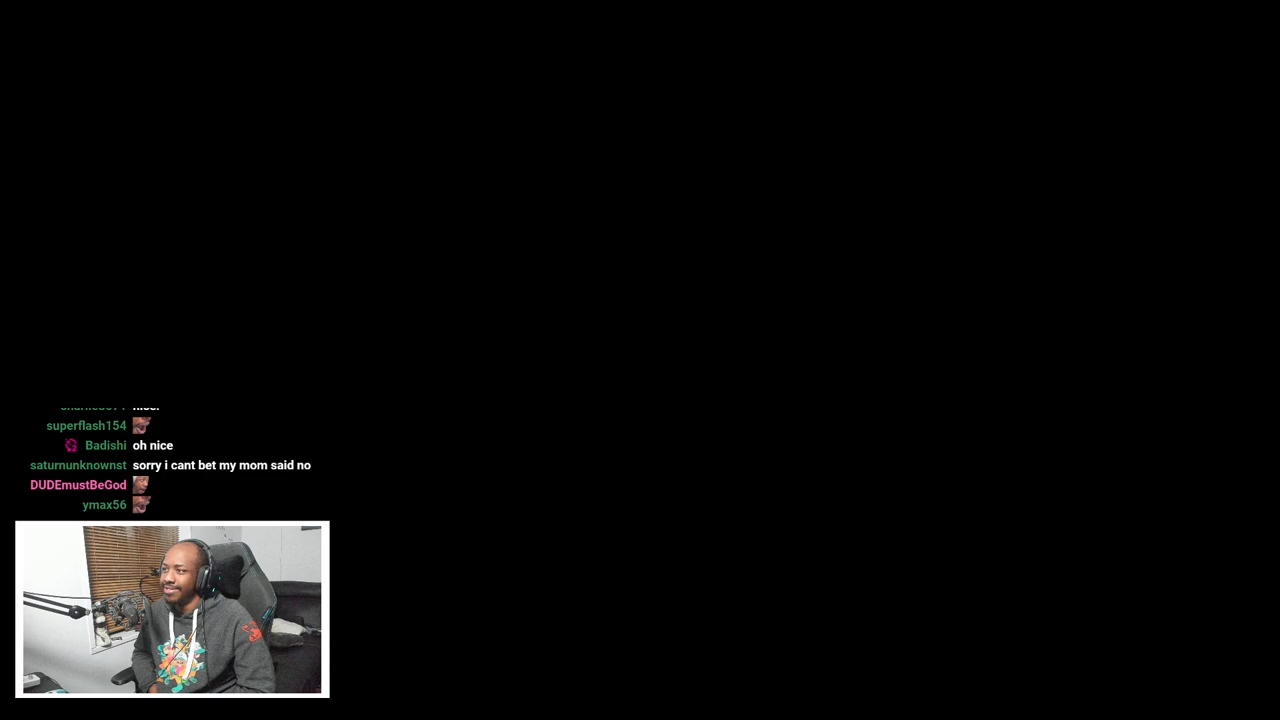 superflash154
Badishi oh nice
saturnunknownst sorry i cant bet my mom said no
DUDEmustBeGod
ymax56